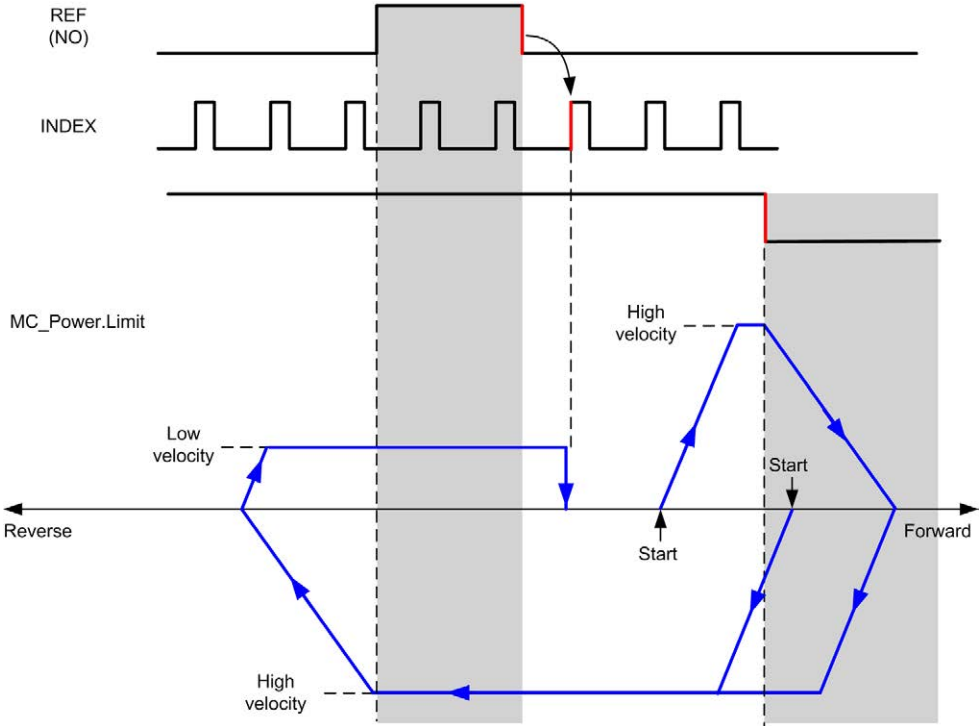 REF
(NO)
INDEX
MC_Power.Limit
High
velocity
Low
velocity
Start
Reverse
Forward
Start
High
velocity